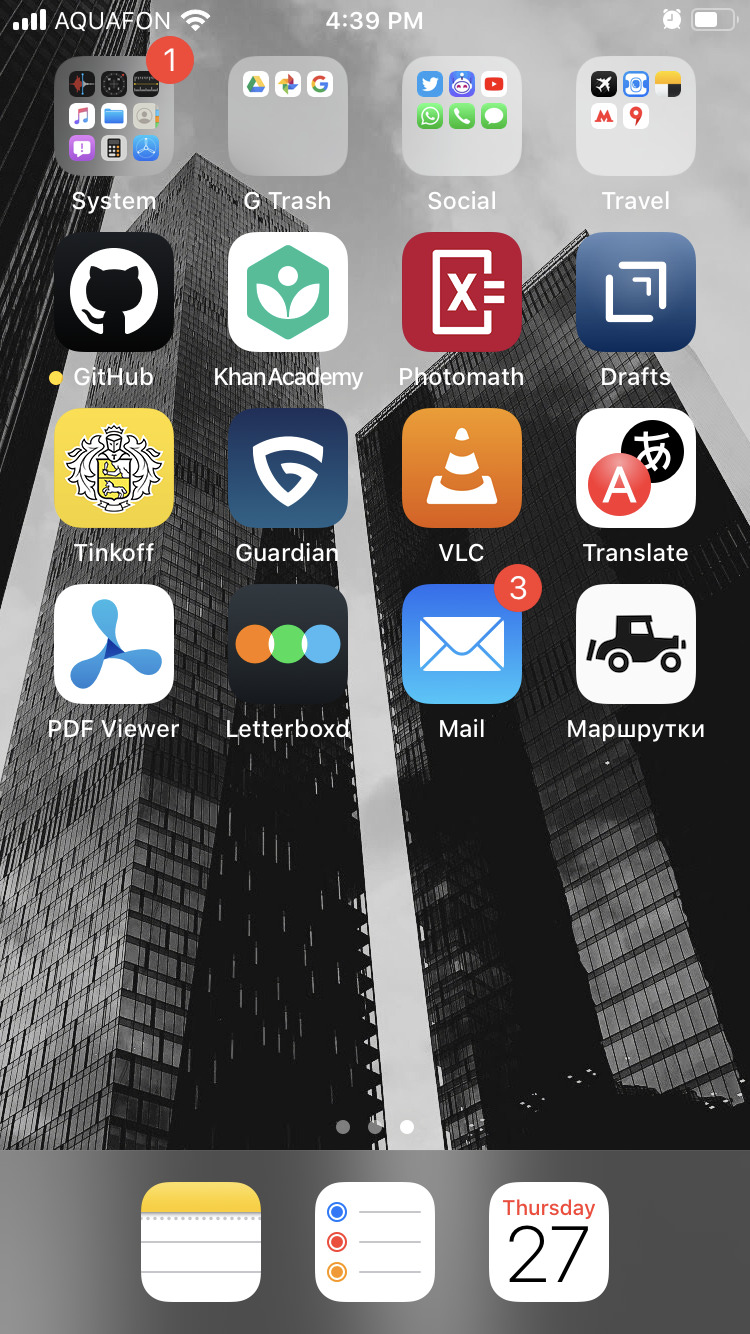 AQUAFON 4:39 PM
1
System G Trash Social Travel
GitHub KhanAcademy Photomath Drafts
あ
A
Tinkoff Guardian VLC Translate
3
PDF Viewer Letterboxd Mail Маршрутки
Thursday
27